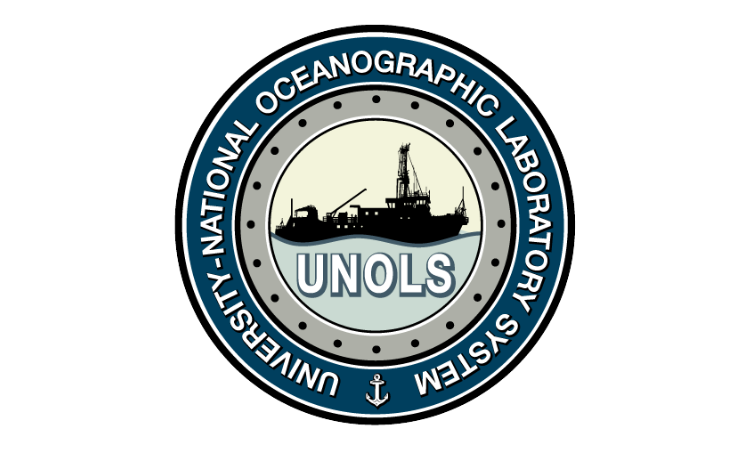 UNIVERSITY-NATIONAL OCEANOGRAPHIC LABORATORY SYSTEM
UNOLS